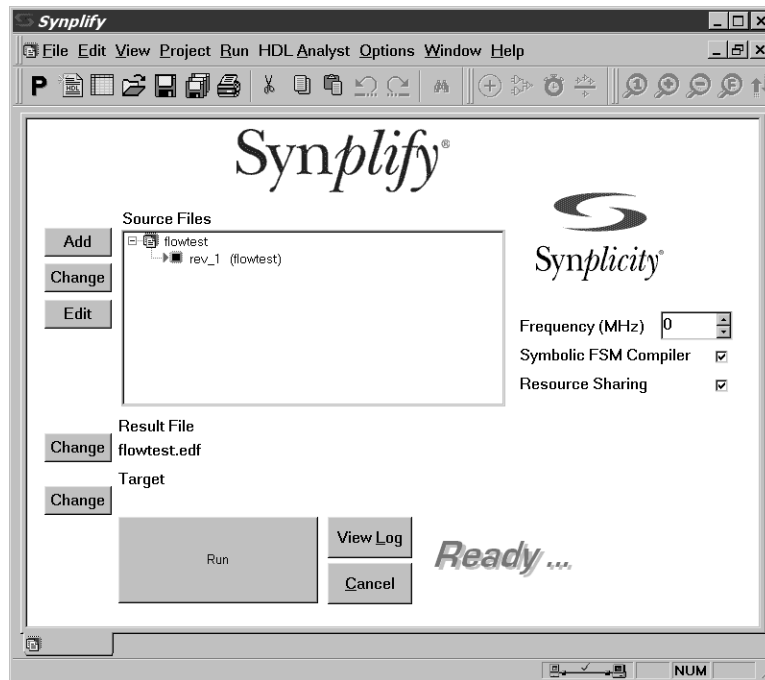 Synplify
File Edit View Project Run HDL Analyst Options Window Help
P
Synplify®
Source Files
Add
flowtest
rev_1 (flowtest)
Change
Edit
Synplicity®
Frequency (MHz) 0
Symbolic FSM Compiler
Resource Sharing
Result File
Change
flowtest.edf
Target
Change
Run
View Log
Cancel
Ready ...
NUM